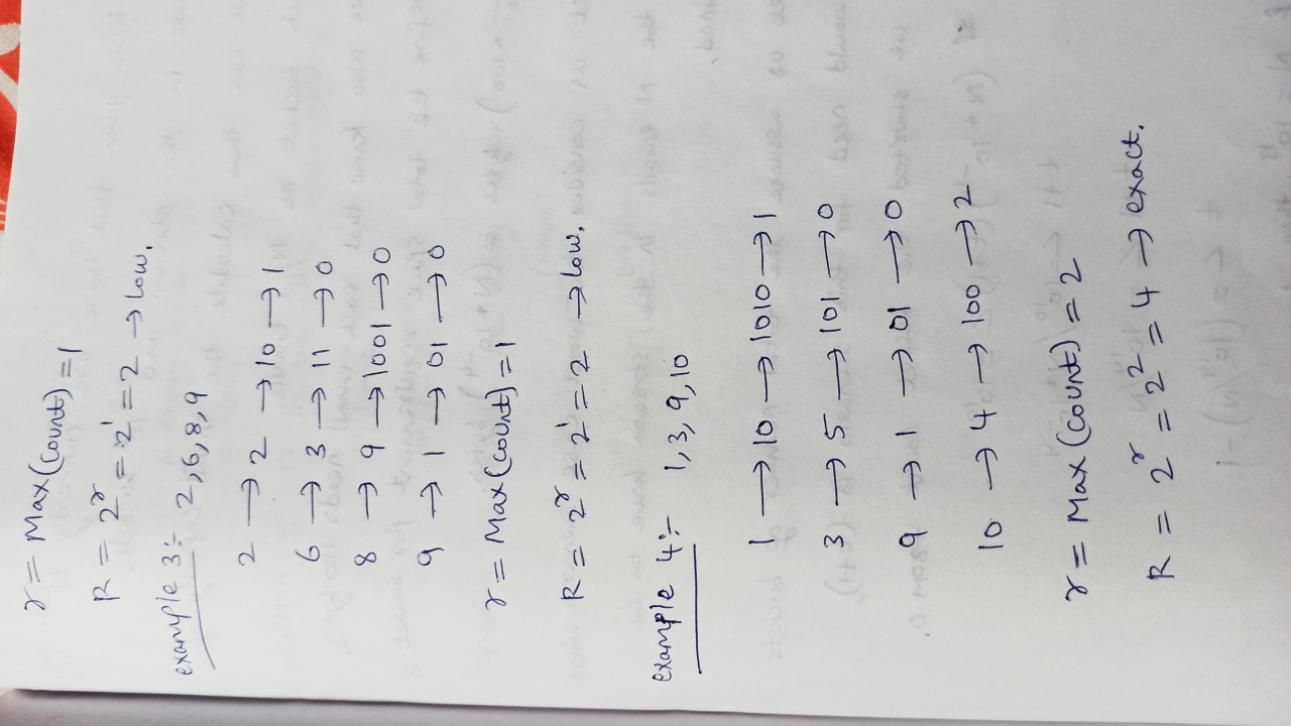 r = Max(Count) = 1
R = 2^r = 2^1 = 2 → low.
example 3:- 2, 6, 8, 9
2 → 2 → 10 → 1
6 → 3 → 11 → 0
8 → 9 → 1001 → 0
9 → 1 → 01 → 0
r = Max(Count) = 1
R = 2^r = 2^1 = 2 → low.
example 4:- 1, 3, 9, 10
1 → 10 → 1010 → 1
3 → 5 → 101 → 0
9 → 1 → 01 → 0
10 → 4 → 100 → 2
r = Max(Count) = 2
R = 2^r = 2^2 = 4 → exact.